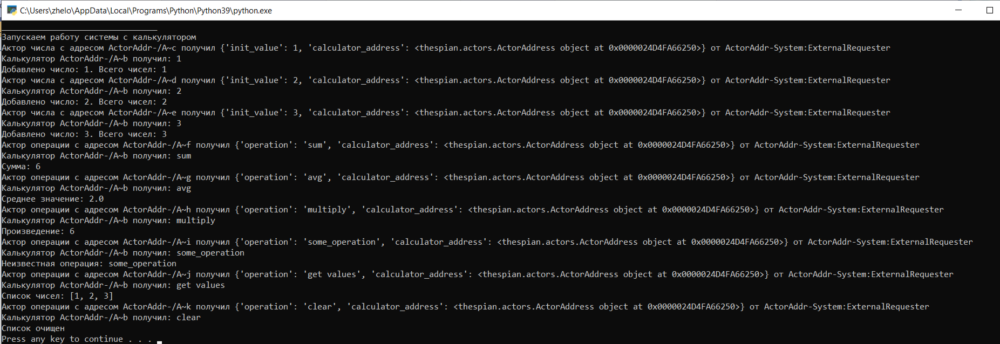 C:\Users\zhelo\AppData\Local\Programs\Python\Python39\python.exe
________________________________
Запускаем работу системы с калькулятором
Актор числа с адресом ActorAddr-/A~c получил {'init_value': 1, 'calculator_address': <thespian.actors.ActorAddress object at 0x0000024D4FA66250>} от ActorAddr-System:ExternalRequester
Калькулятор ActorAddr-/A~b получил: 1
Добавлено число: 1. Всего чисел: 1
Актор числа с адресом ActorAddr-/A~d получил {'init_value': 2, 'calculator_address': <thespian.actors.ActorAddress object at 0x0000024D4FA66250>} от ActorAddr-System:ExternalRequester
Калькулятор ActorAddr-/A~b получил: 2
Добавлено число: 2. Всего чисел: 2
Актор числа с адресом ActorAddr-/A~e получил {'init_value': 3, 'calculator_address': <thespian.actors.ActorAddress object at 0x0000024D4FA66250>} от ActorAddr-System:ExternalRequester
Калькулятор ActorAddr-/A~b получил: 3
Добавлено число: 3. Всего чисел: 3
Актор операции с адресом ActorAddr-/A~f получил {'operation': 'sum', 'calculator_address': <thespian.actors.ActorAddress object at 0x0000024D4FA66250>} от ActorAddr-System:ExternalRequester
Калькулятор ActorAddr-/A~b получил: sum
Сумма: 6
Актор операции с адресом ActorAddr-/A~g получил {'operation': 'avg', 'calculator_address': <thespian.actors.ActorAddress object at 0x0000024D4FA66250>} от ActorAddr-System:ExternalRequester
Калькулятор ActorAddr-/A~b получил: avg
Среднее значение: 2.0
Актор операции с адресом ActorAddr-/A~h получил {'operation': 'multiply', 'calculator_address': <thespian.actors.ActorAddress object at 0x0000024D4FA66250>} от ActorAddr-System:ExternalRequester
Калькулятор ActorAddr-/A~b получил: multiply
Произведение: 6
Актор операции с адресом ActorAddr-/A~i получил {'operation': 'some_operation', 'calculator_address': <thespian.actors.ActorAddress object at 0x0000024D4FA66250>} от ActorAddr-System:ExternalRequester
Калькулятор ActorAddr-/A~b получил: some_operation
Неизвестная операция: some_operation
Актор операции с адресом ActorAddr-/A~j получил {'operation': 'get values', 'calculator_address': <thespian.actors.ActorAddress object at 0x0000024D4FA66250>} от ActorAddr-System:ExternalRequester
Калькулятор ActorAddr-/A~b получил: get values
Список чисел: [1, 2, 3]
Актор операции с адресом ActorAddr-/A~k получил {'operation': 'clear', 'calculator_address': <thespian.actors.ActorAddress object at 0x0000024D4FA66250>} от ActorAddr-System:ExternalRequester
Калькулятор ActorAddr-/A~b получил: clear
Список очищен
Press any key to continue . . .